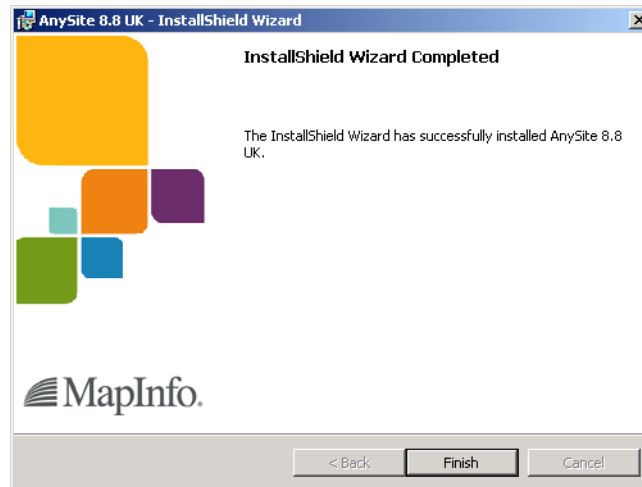 AnySite 8.8 UK - InstallShield Wizard
InstallShield Wizard Completed
The InstallShield Wizard has successfully installed AnySite 8.8
UK.
MapInfo.
< Back
Finish
Cancel